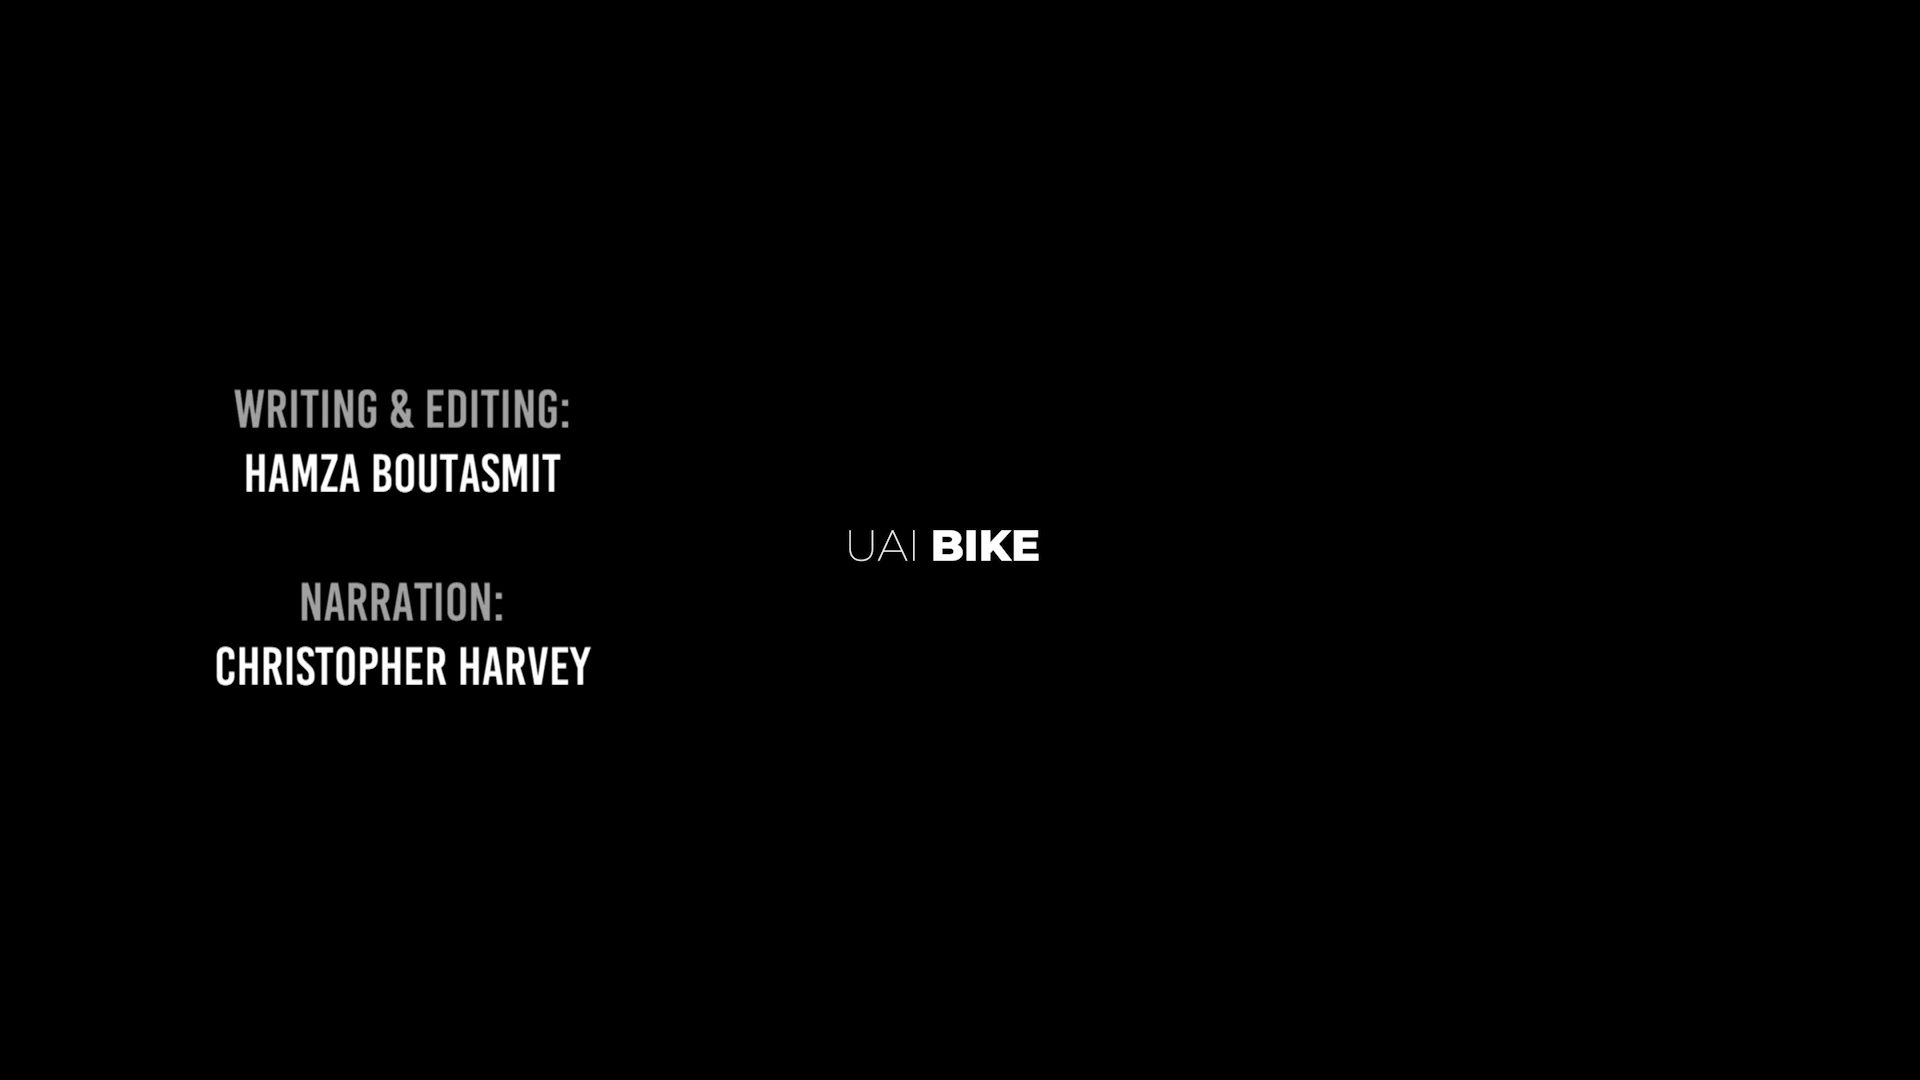 WRITING & EDITING:
HAMZA BOUTASMIT
NARRATION:
CHRISTOPHER HARVEY
UAI BIKE